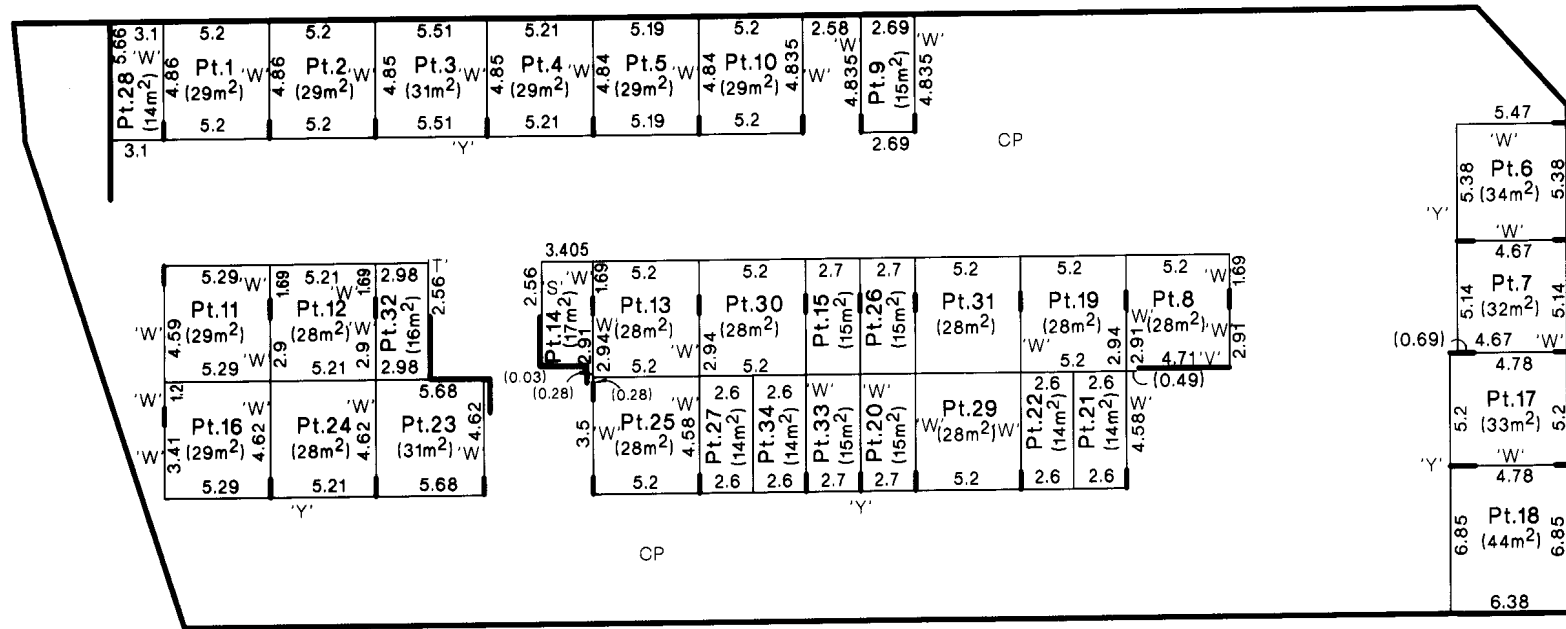 3.1 5.2 5.2 5.51 5.21 5.19 5.2 2.58 2.69
5.66 'W' Pt.28 (14m²) 3.1
4.86 Pt.1 'W' (29m²) 5.2
4.86 Pt.2 'W' (29m²) 5.2
4.85 Pt.3 'W' (31m²) 5.51
4.85 Pt.4 'W' (29m²) 5.21
4.84 Pt.5 'W' (29m²) 5.19
4.84 Pt.10 4.835 (29m²) 5.2
'W' 'W' 4.835
Pt.9 (15m²) 2.69
'W' 4.835
'Y'
CP
5.47
'W'
5.38 Pt.6 5.38
(34m²)
'Y'
'W'
4.67
5.14 Pt.7 5.14
(32m²)
(0.69) 4.67 'W'
4.78
5.2 Pt.17 5.2
(33m²)
'Y' 'W'
4.78
6.85 Pt.18 6.85
(44m²)
6.38
5.29 'W' 1.69 5.21 'W' 1.69 2.98 'T'
'W' 4.59 Pt.11 (29m²) 'W' 5.29
2.9 Pt.12 (28m²) 'W' 2.9 5.21
Pt.32 (16m²) 2.56 2.98
'W' 1.2 'W' 3.41 Pt.16 'W' (29m²) 4.62 5.29
Pt.24 'W' (28m²) 4.62 5.21
5.68 Pt.23 (31m²) 'W' 4.62 5.68
'Y'
3.405
2.56 'S' 'W' Pt.14 (17m²) 2.91
(0.03)
(0.28) (0.28)
1.69 5.2 'W' Pt.13 (28m²) 2.94 'W' 5.2
5.2 Pt.30 (28m²) 2.94 5.2
2.7 Pt.15 (15m²)
2.7 Pt.26 (15m²)
5.2 Pt.31 (28m²)
5.2 Pt.19 (28m²) 'W' 2.94 5.2
5.2 'W' 1.69 Pt.8 (28m²) 'W' 2.91 'W' 2.91 4.71 'V'
(0.49)
3.5 'W' Pt.25 'W' (28m²) 4.58 5.2
2.6 Pt.27 (14m²) 2.6
2.6 Pt.34 (14m²) 2.6
'W' Pt.33 (15m²) 2.7
'W' Pt.20 (15m²) 2.7
Pt.29 'W' (28m²) 'W' 5.2
2.6 Pt.22 (14m²) 2.6
2.6 Pt.21 (14m²) 2.6
'W' 4.58
'Y'
CP